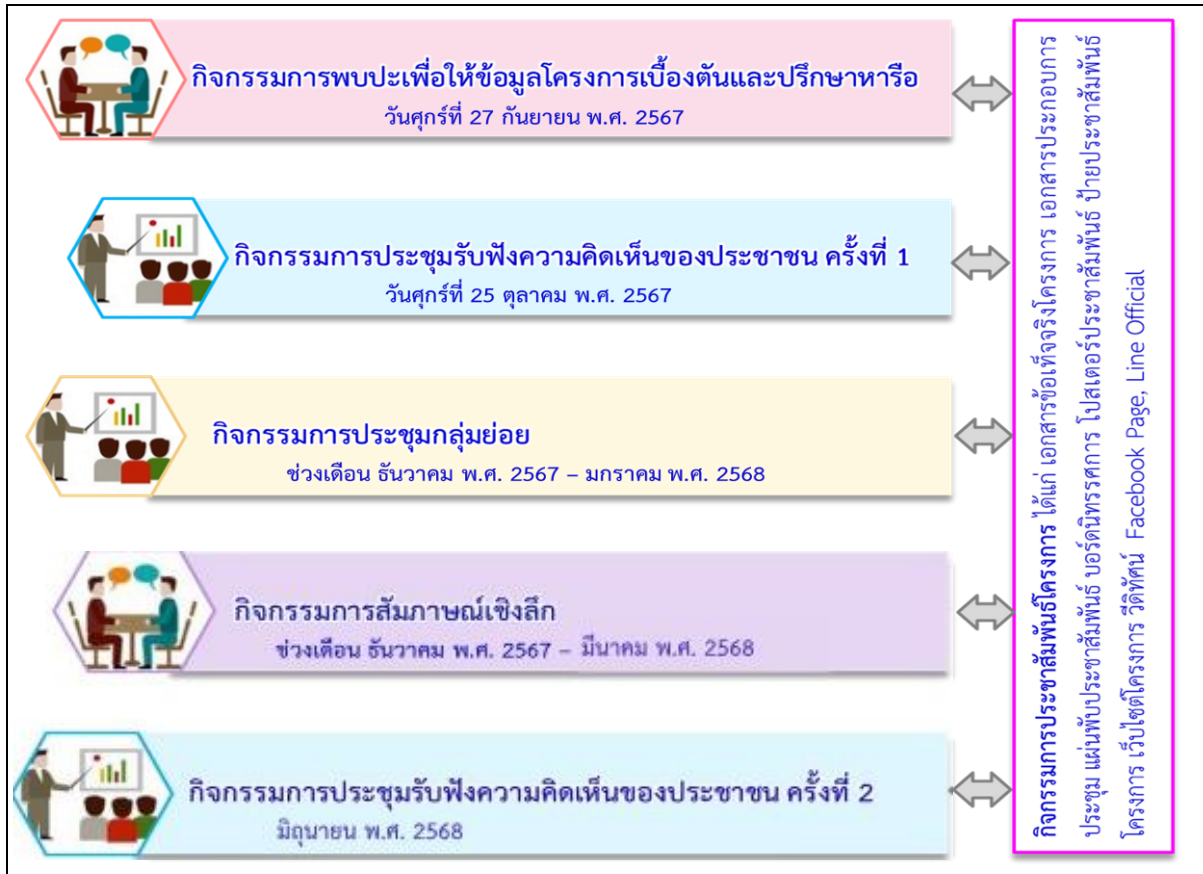 กิจกรรมการพบปะเพื่อให้ข้อมูลโครงการเบื้องต้นและปรึกษาหารือ
วันศุกร์ที่ 27 กันยายน พ.ศ. 2567
กิจกรรมการประชุมรับฟังความคิดเห็นของประชาชน ครั้งที่ 1
วันศุกร์ที่ 25 ตุลาคม พ.ศ. 2567
กิจกรรมการประชุมกลุ่มย่อย
ช่วงเดือน ธันวาคม พ.ศ. 2567 – มกราคม พ.ศ. 2568
กิจกรรมการสัมภาษณ์เชิงลึก
ช่วงเดือน ธันวาคม พ.ศ. 2567 – มีนาคม พ.ศ. 2568
กิจกรรมการประชุมรับฟังความคิดเห็นของประชาชน ครั้งที่ 2
มิถุนายน พ.ศ. 2568
กิจกรรมการประชาสัมพันธ์โครงการ ได้แก่ เอกสารข้อเท็จจริงโครงการ เอกสารประกอบการ
ประชุม แผ่นพับประชาสัมพันธ์ บอร์ดนิทรรศการ โปสเตอร์ประชาสัมพันธ์ ป้ายประชาสัมพันธ์
โครงการ เว็บไซต์โครงการ วีดิทัศน์ Facebook Page, Line Official